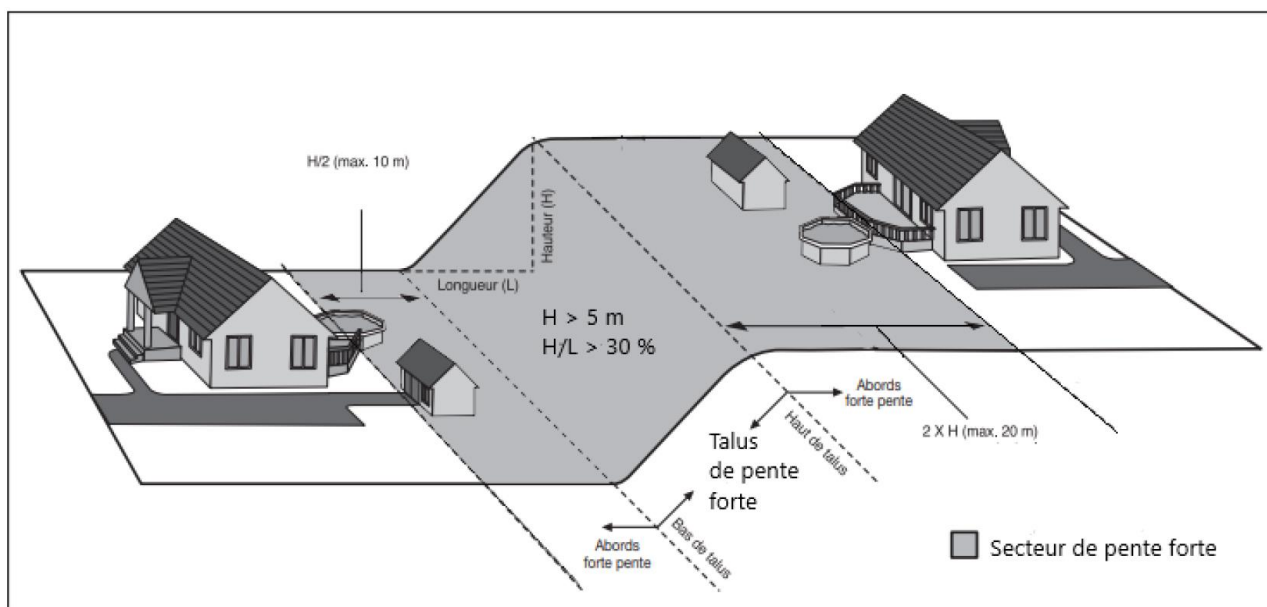 H/2 (max. 10 m)
Hauteur (H)
Longueur (L)
H > 5 m
H/L > 30 %
Abords
forte pente
2 X H (max. 20 m)
Haut de talus
Talus
de pente
forte
Bas de talus
Abords
forte pente
Secteur de pente forte